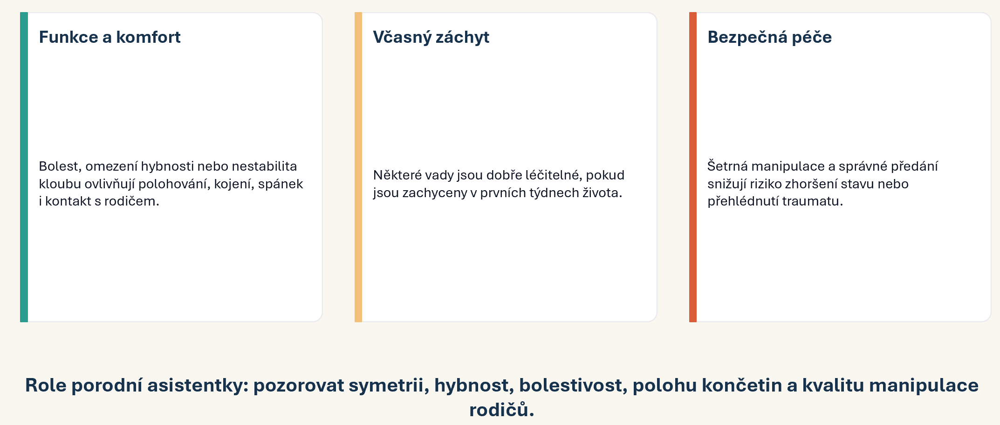 Funkce a komfort
Bolest, omezení hybnosti nebo nestabilita
kloubu ovlivňují polohování, kojení, spánek
i kontakt s rodičem.
Včasný záchyt
Některé vady jsou dobře léčitelné, pokud
jsou zachyceny v prvních týdnech života.
Bezpečná péče
Šetrná manipulace a správné předání
snižují riziko zhoršení stavu nebo
přehlédnutí traumatu.
Role porodní asistentky: pozorovat symetrii, hybnost, bolestivost, polohu končetin a kvalitu manipulace
rodičů.